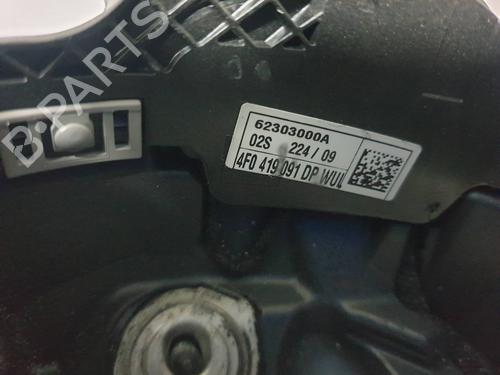 B-PARTS
62303000A
02S 224/09
4F0 419 091 DP WUL